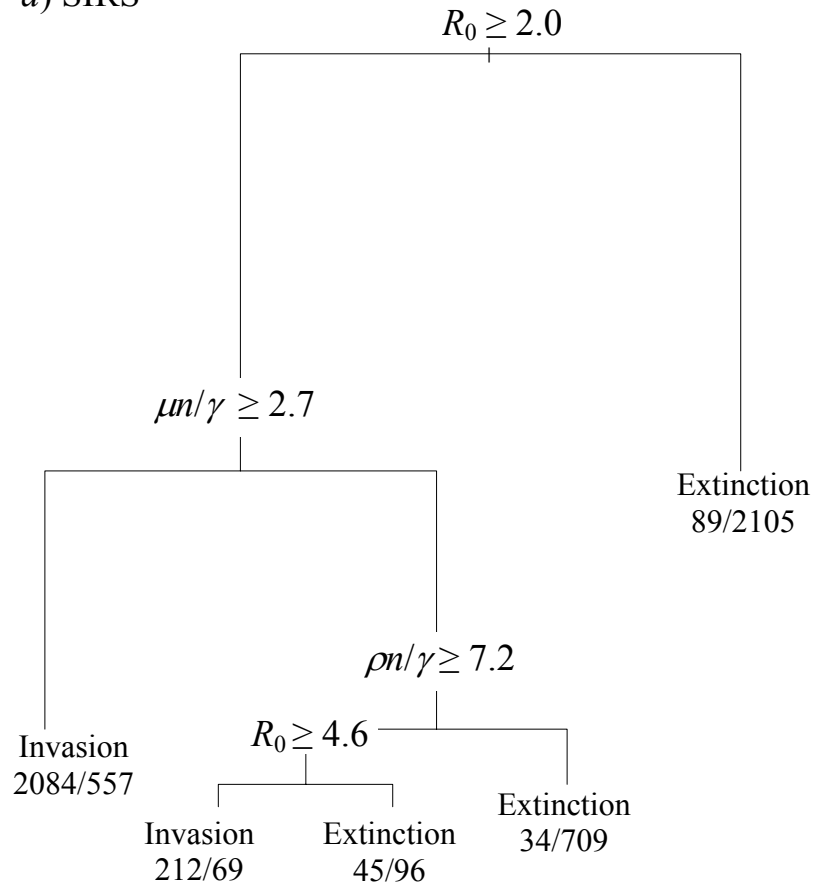 a) SIRS
R₀ ≥ 2.0
μn/γ ≥ 2.7
Extinction
89/2105
ρn/γ ≥ 7.2
R₀ ≥ 4.6
Invasion
2084/557
Extinction
34/709
Invasion
212/69
Extinction
45/96